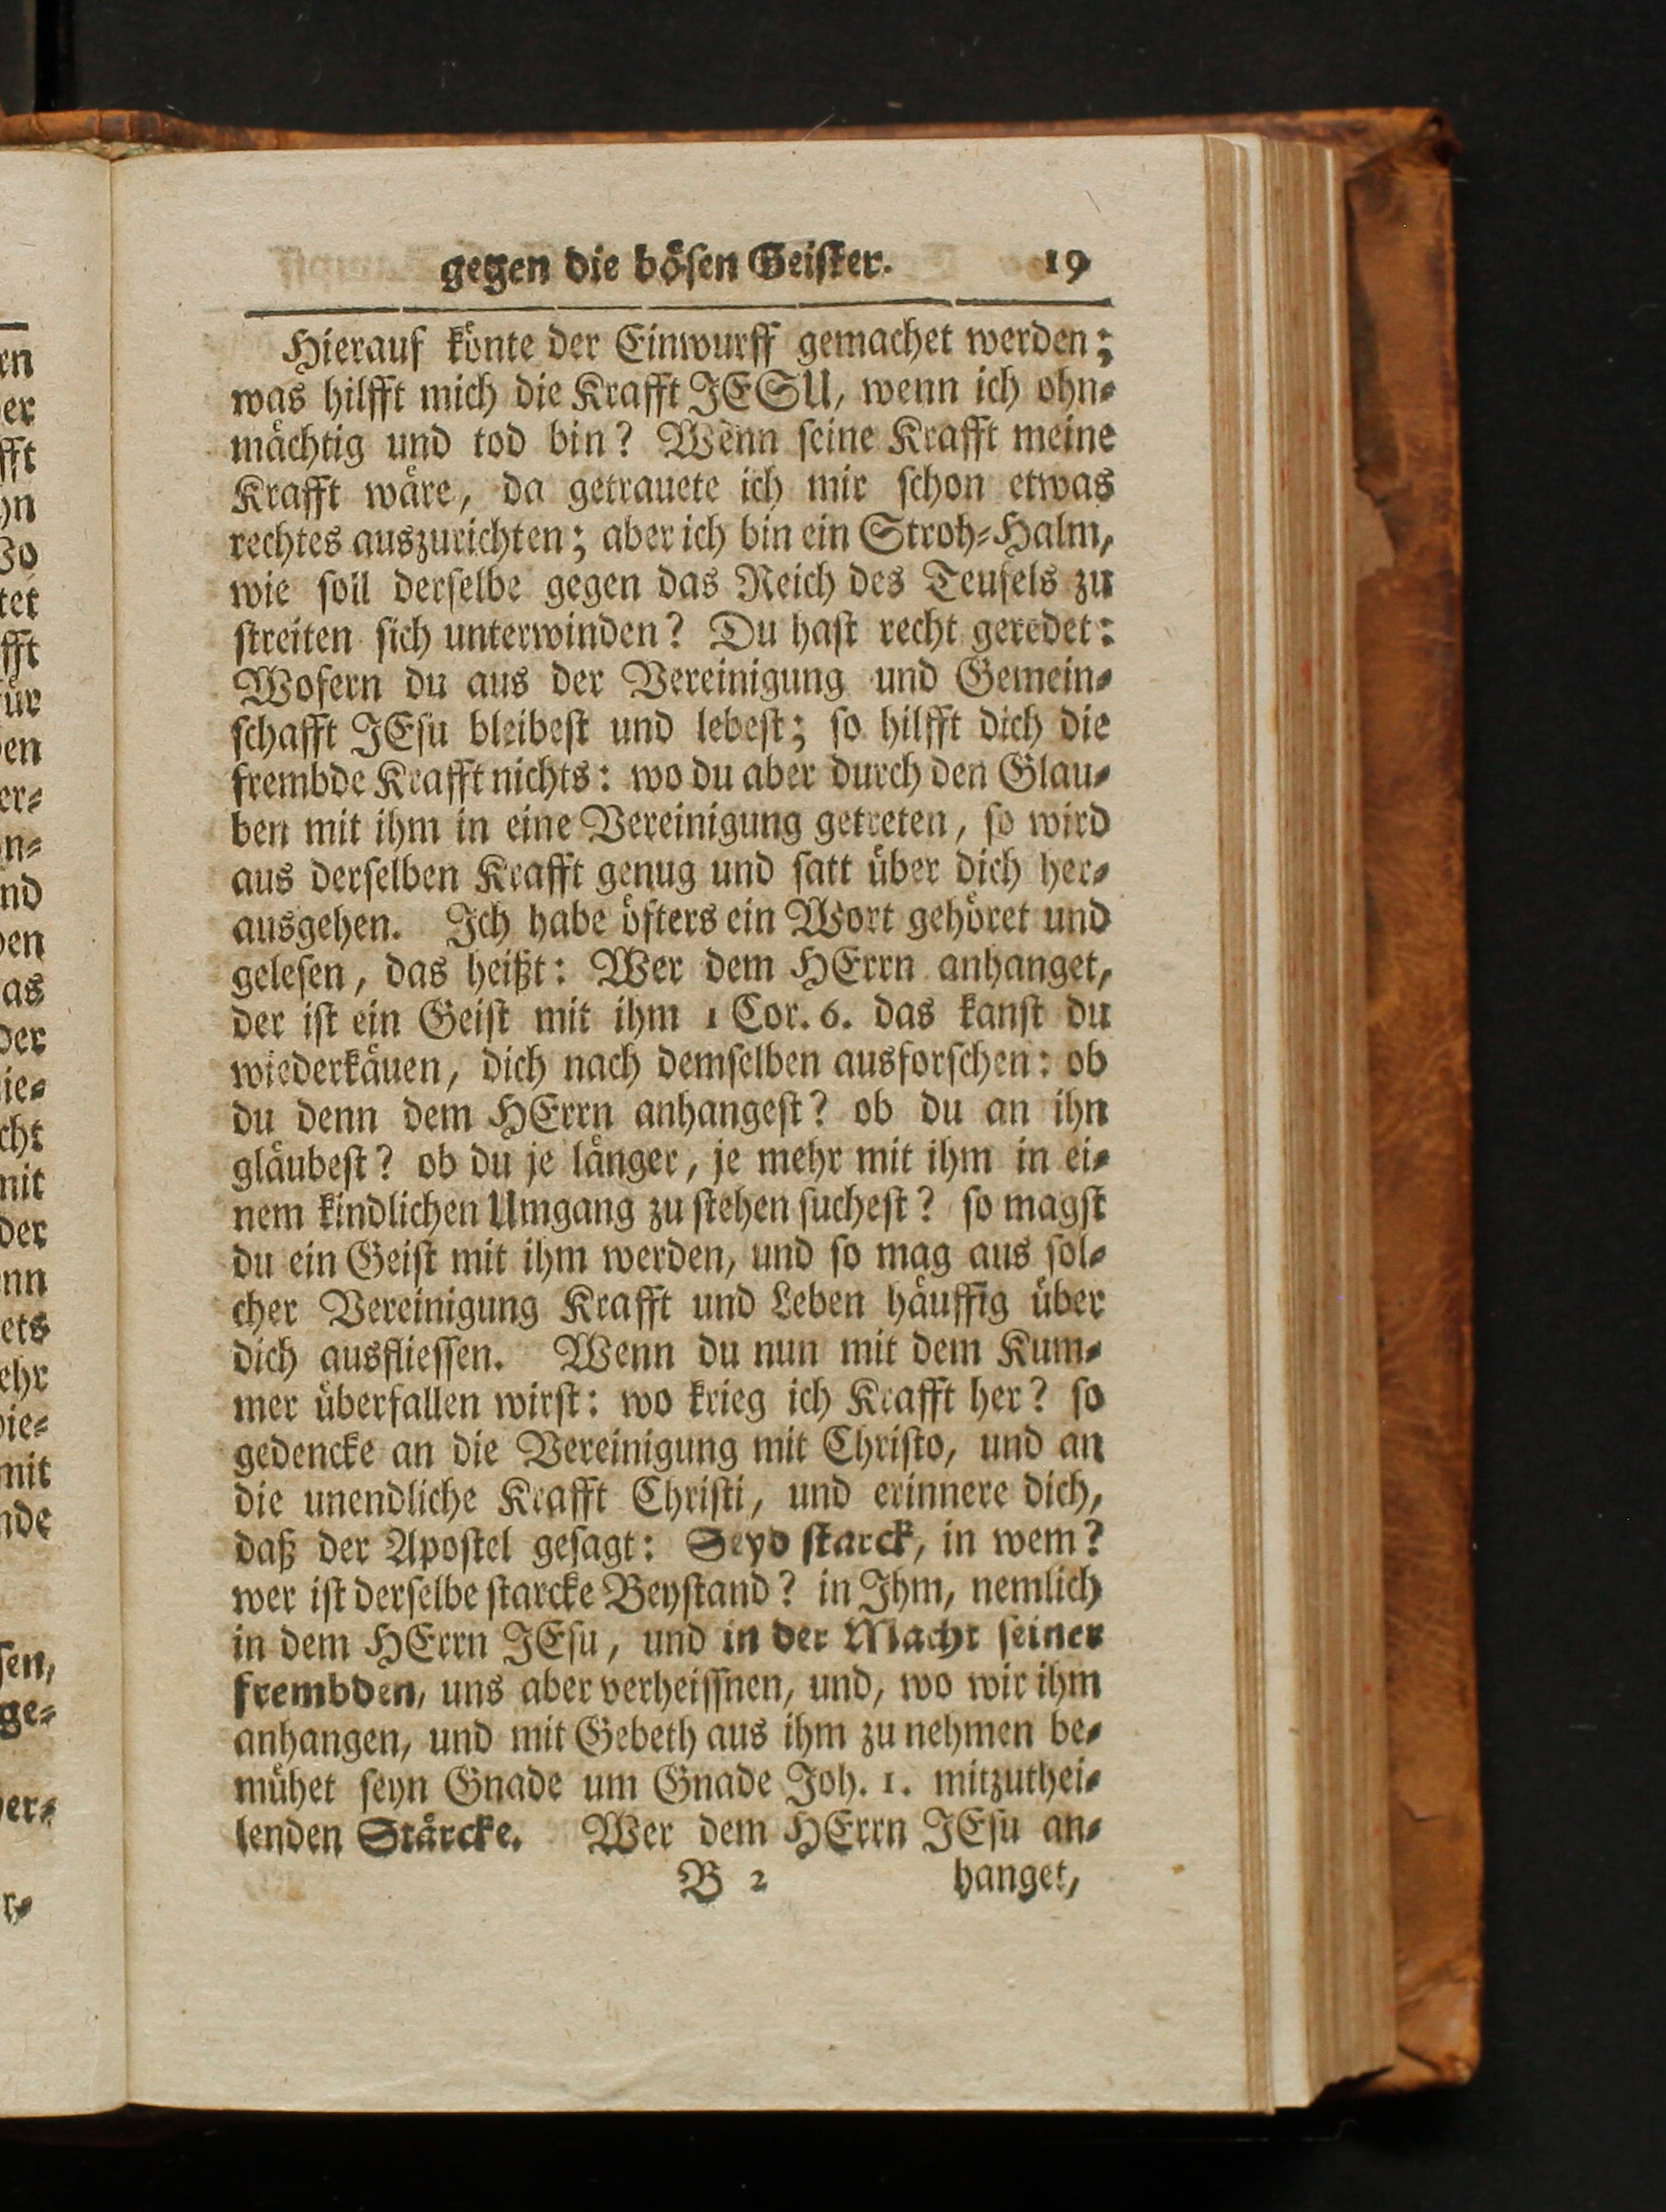 gegen die bösen Geister. 19
Hierauf könte der Einwurff gemachet werden;
was hilfft mich die Krafft JESU, wenn ich ohn⸗
mächtig und tod bin? Wenn seine Krafft meine
Krafft wäre, da getrauete ich mir schon etwas
rechtes auszurichten; aber ich bin ein Stroh⸗Halm,
wie soll derselbe gegen das Reich des Teufels zu
streiten sich unterwinden? Du hast recht geredet:
Wofern du aus der Vereinigung und Gemein⸗
schafft JEsu bleibest und lebest; so hilfft dich die
frembde Krafft nichts: wo du aber durch den Glau⸗
ben mit ihm in eine Vereinigung getreten, so wird
aus derselben Krafft genug und satt über dich her⸗
ausgehen. Ich habe öfters ein Wort gehöret und
gelesen, das heißt: Wer dem HErrn anhanget,
der ist ein Geist mit ihm 1 Cor. 6. das kanst du
wiederkäuen, dich nach demselben ausforschen: ob
du denn dem HErrn anhangest? ob du an ihn
gläubest? ob du je länger, je mehr mit ihm in ei⸗
nem kindlichen Umgang zu stehen suchest? so magst
du ein Geist mit ihm werden, und so mag aus sol⸗
cher Vereinigung Krafft und Leben häuffig über
dich ausfliessen. Wenn du nun mit dem Kum⸗
mer überfallen wirst: wo krieg ich Krafft her? so
gedencke an die Vereinigung mit Christo, und an
die unendliche Krafft Christi, und erinnere dich,
daß der Apostel gesagt: Seyd starck, in wem?
wer ist derselbe starcke Beystand? in Ihm, nemlich
in dem HErrn JEsu, und in der Macht seiner
frembden, uns aber verheissnen, und, wo wir ihm
anhangen, und mit Gebeth aus ihm zu nehmen be⸗
mühet seyn Gnade um Gnade Joh. 1. mitzuthei⸗
lenden Stärcke. Wer dem HErrn JEsu an⸗
B 2 hanget,